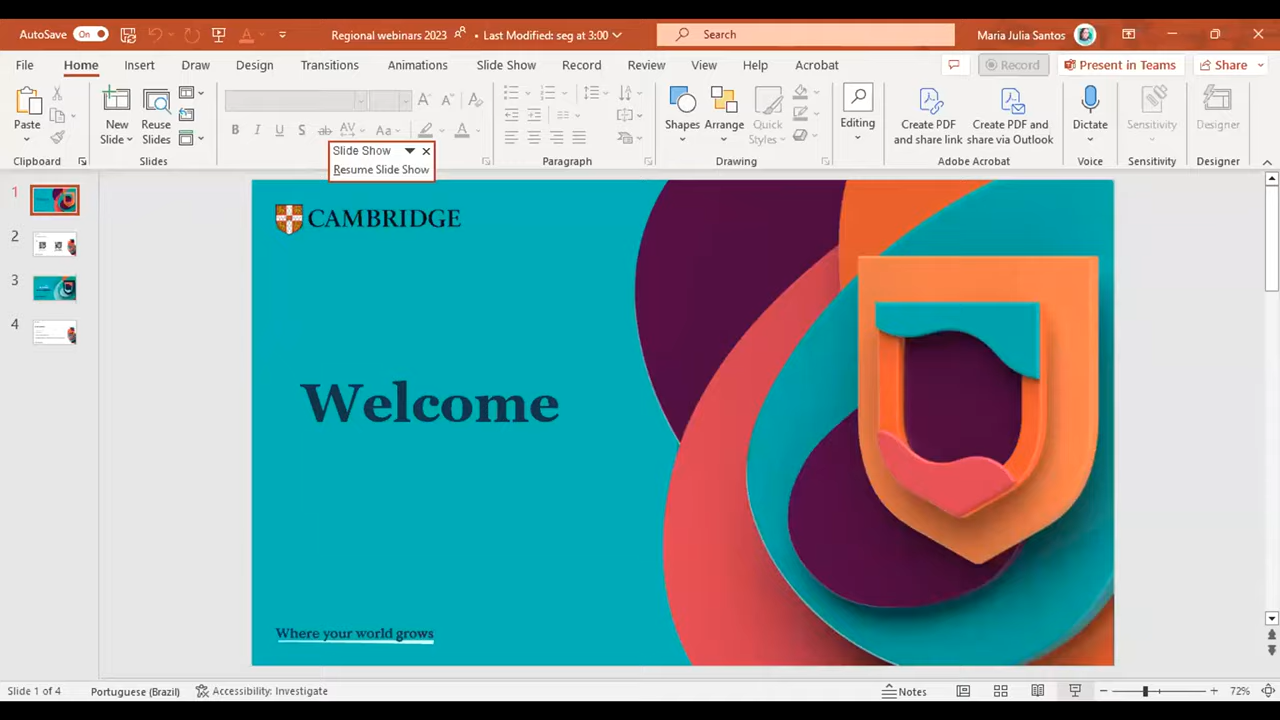 AutoSave On Regional webinars 2023 • Last Modified: seg at 3:00 Search Maria Julia Santos
File Home Insert Draw Design Transitions Animations Slide Show Record Review View Help Acrobat Record Present in Teams Share
Paste New Slide Reuse Slides B I U S ab AV Aa A Shapes Arrange Quick Styles Editing Create PDF and share link Create PDF and share via Outlook Dictate Sensitivity Designer
Clipboard Slides Paragraph Drawing Adobe Acrobat Voice Sensitivity Designer
Slide Show
Resume Slide Show
1
2
3
4
CAMBRIDGE
Welcome
Where your world grows
Slide 1 of 4 Portuguese (Brazil) Accessibility: Investigate Notes 72%